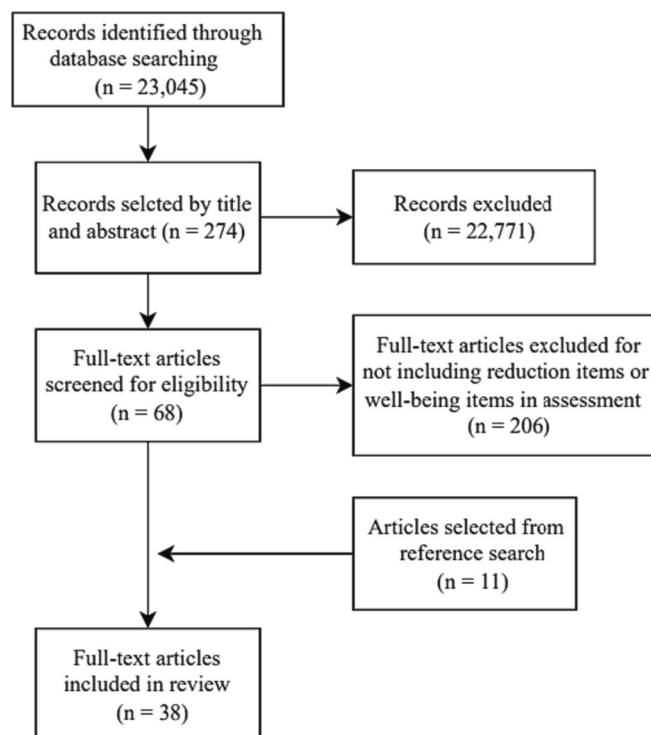 Records identified through
database searching
(n = 23,045)
Records selcted by title
and abstract (n = 274)
Records excluded
(n = 22,771)
Full-text articles
screened for eligibility
(n = 68)
Full-text articles excluded for
not including reduction items or
well-being items in assessment
(n = 206)
Articles selected from
reference search
(n = 11)
Full-text articles
included in review
(n = 38)